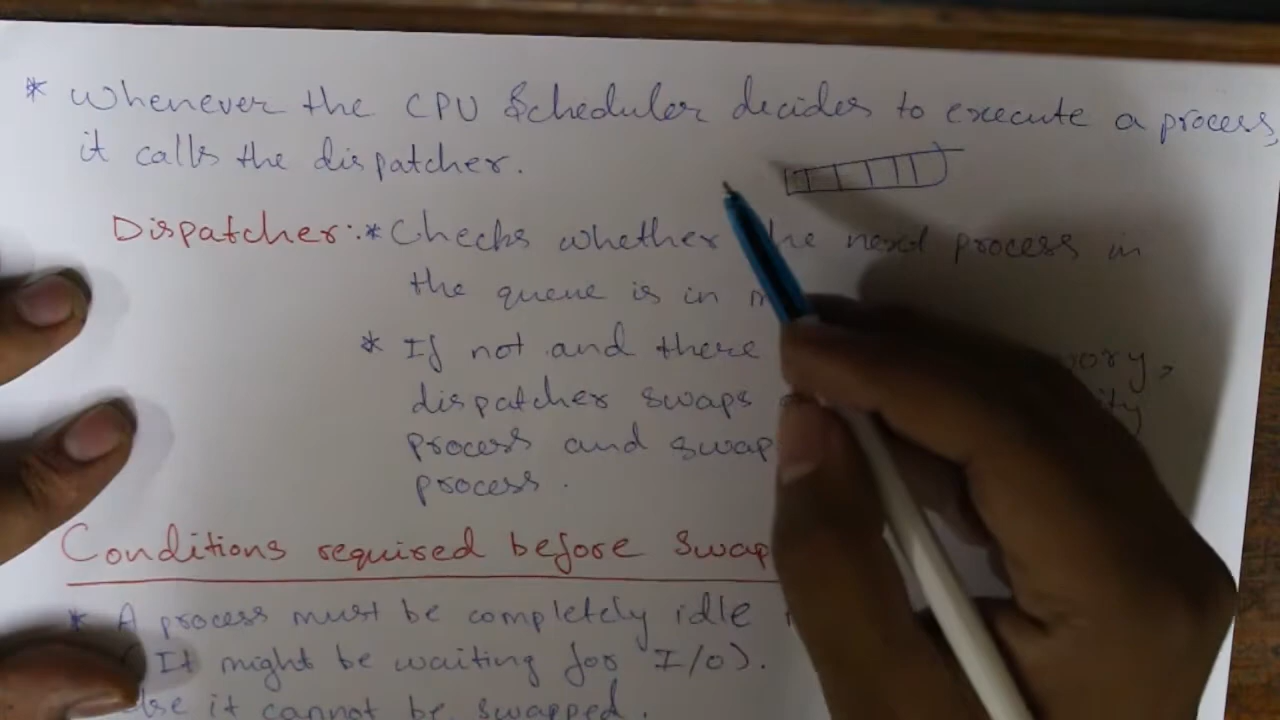 * Whenever the CPU Scheduler decides to execute a process,
it calls the dispatcher.
Dispatcher:* Checks whether the next process in
the queue is in
* If not and there
dispatcher swaps
process and swap
process.
Conditions required before swap
* A process must be completely idle
It might be waiting for I/O).
it cannot be swapped.